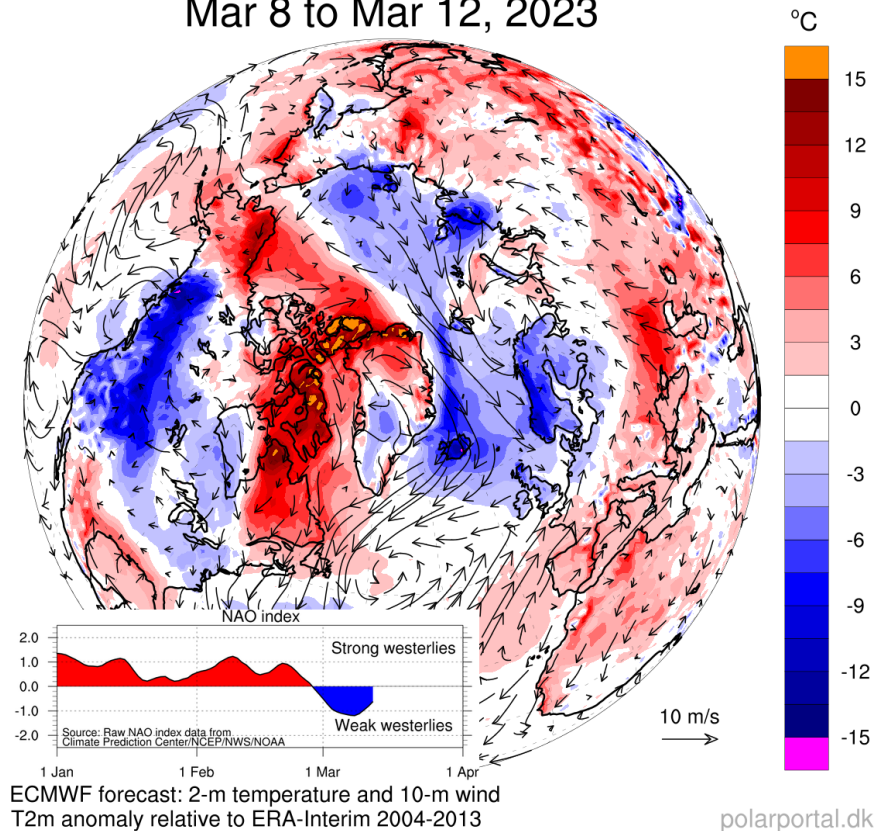 Mar 8 to Mar 12, 2023
°C
15
12
9
6
3
0
-3
-6
-9
-12
-15
10 m/s
NAO index
2.0
1.0
0.0
-1.0
-2.0
Strong westerlies
Weak westerlies
Source: Raw NAO index data from
Climate Prediction Center/NCEP/NWS/NOAA
1 Jan 1 Feb 1 Mar 1 Apr
ECMWF forecast: 2-m temperature and 10-m wind
T2m anomaly relative to ERA-Interim 2004-2013
polarportal.dk